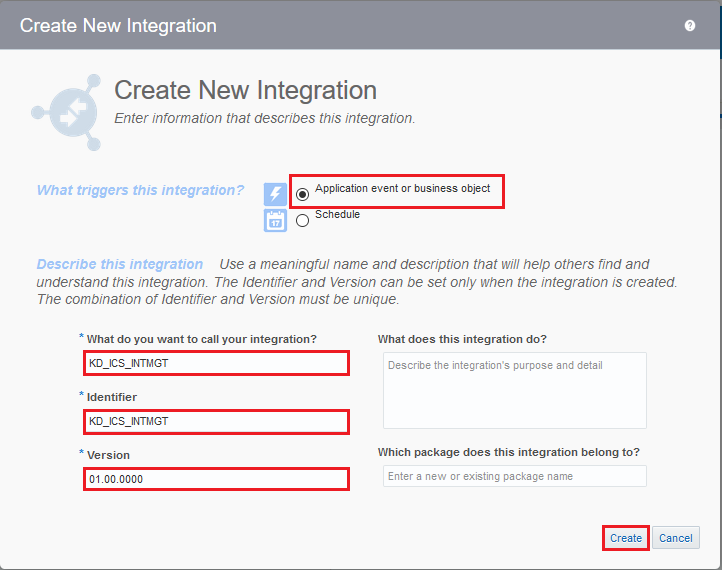 Create New Integration
?
Create New Integration
Enter information that describes this integration.
What triggers this integration?
Application event or business object
17
Schedule
Describe this integration Use a meaningful name and description that will help others find and
understand this integration. The Identifier and Version can be set only when the integration is created.
The combination of Identifier and Version must be unique.
* What do you want to call your integration?
KD_ICS_INTMGT
* Identifier
KD_ICS_INTMGT
* Version
01.00.0000
What does this integration do?
Describe the integration's purpose and detail
Which package does this integration belong to?
Enter a new or existing package name
Create
Cancel